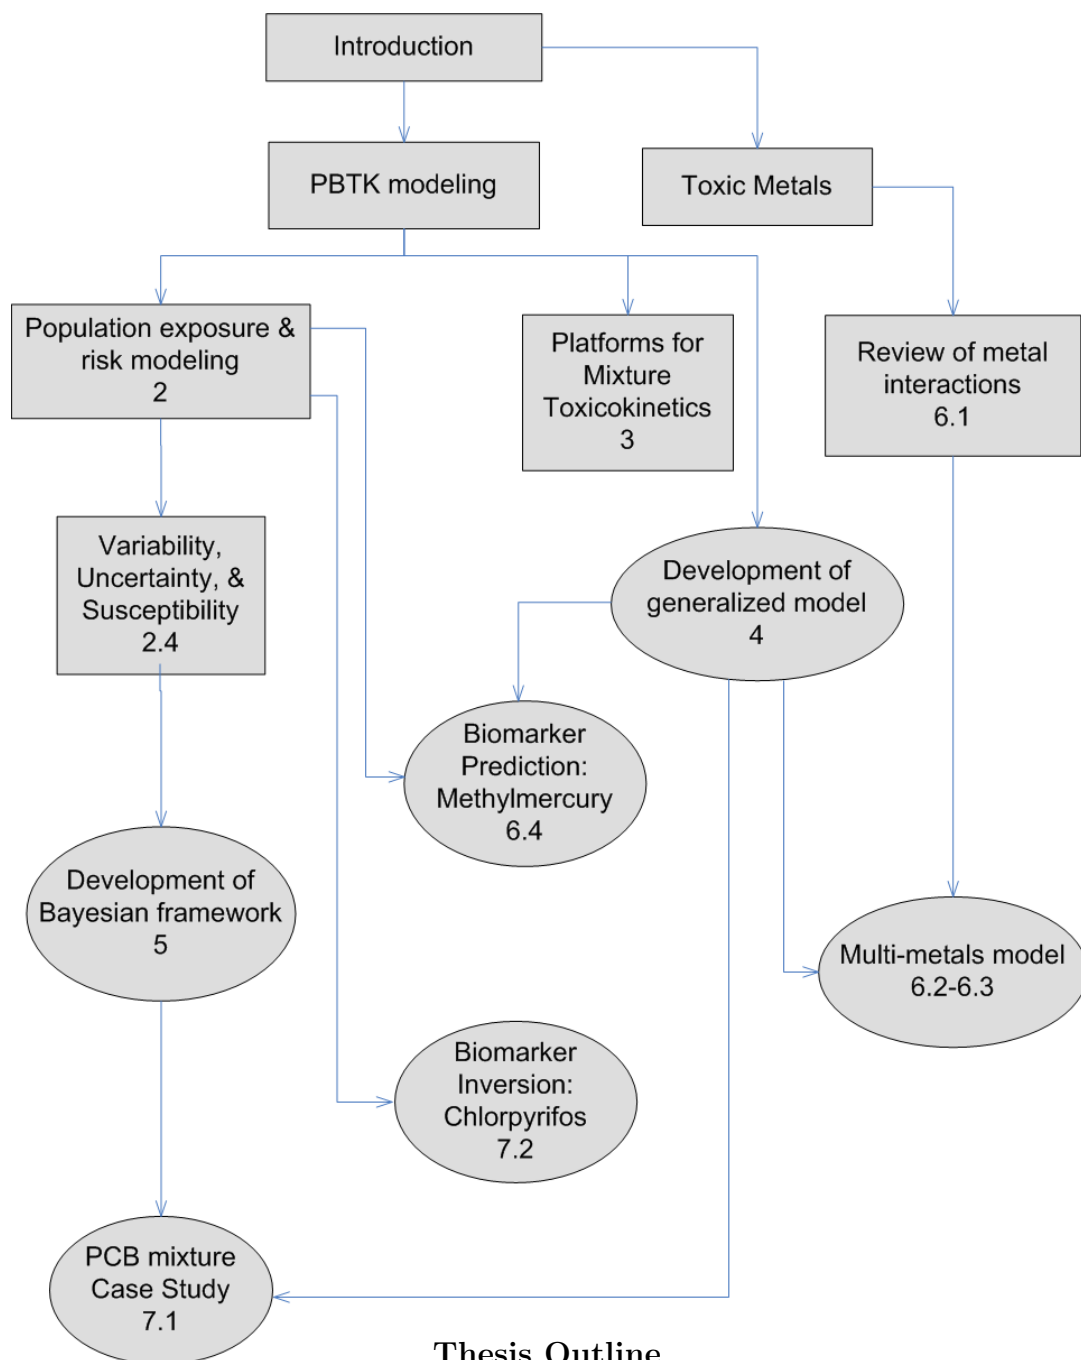 Introduction
PBTK modeling
Toxic Metals
Population exposure &
risk modeling
2
Platforms for
Mixture
Toxicokinetics
3
Review of metal
interactions
6.1
Variability,
Uncertainty, &
Susceptibility
2.4
Development of
generalized model
4
Biomarker
Prediction:
Methylmercury
6.4
Development of
Bayesian framework
5
Multi-metals model
6.2-6.3
Biomarker
Inversion:
Chlorpyrifos
7.2
PCB mixture
Case Study
7.1
Thesis Outline